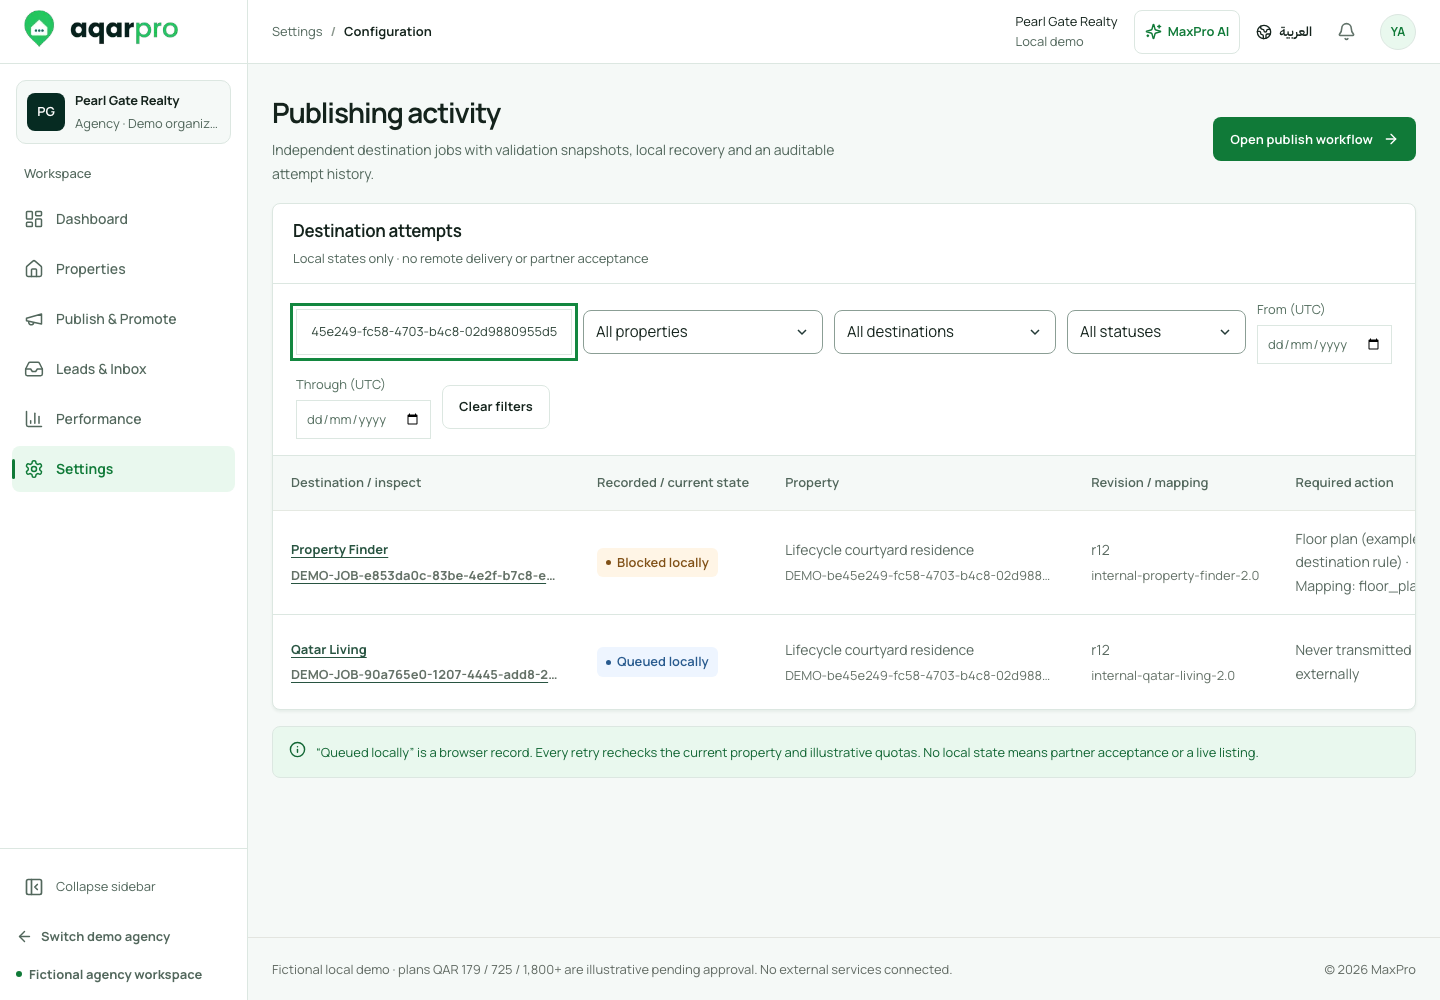 aqarpro
Settings / Configuration
Pearl Gate Realty
Local demo
MaxPro AI
العربية
YA
PG
Pearl Gate Realty
Agency · Demo organiz...
Workspace
Dashboard
Properties
Publish & Promote
Leads & Inbox
Performance
Settings
Collapse sidebar
Switch demo agency
Fictional agency workspace
Publishing activity
Independent destination jobs with validation snapshots, local recovery and an auditable
attempt history.
Open publish workflow
Destination attempts
Local states only · no remote delivery or partner acceptance
45e249-fc58-4703-b4c8-02d9880955d5
All properties
All destinations
All statuses
From (UTC)
dd/mm/yyyy
Through (UTC)
dd/mm/yyyy
Clear filters
Destination / inspect Recorded / current state Property Revision / mapping Required action
Property Finder
DEMO-JOB-e853da0c-83be-4e2f-b7c8-e...
Blocked locally
Lifecycle courtyard residence
DEMO-be45e249-fc58-4703-b4c8-02d988...
r12
internal-property-finder-2.0
Floor plan (example
destination rule) ·
Mapping: floor_pla
Qatar Living
DEMO-JOB-90a765e0-1207-4445-add8-2...
Queued locally
Lifecycle courtyard residence
DEMO-be45e249-fc58-4703-b4c8-02d988...
r12
internal-qatar-living-2.0
Never transmitted
externally
“Queued locally” is a browser record. Every retry rechecks the current property and illustrative quotas. No local state means partner acceptance or a live listing.
Fictional local demo · plans QAR 179 / 725 / 1,800+ are illustrative pending approval. No external services connected.
© 2026 MaxPro